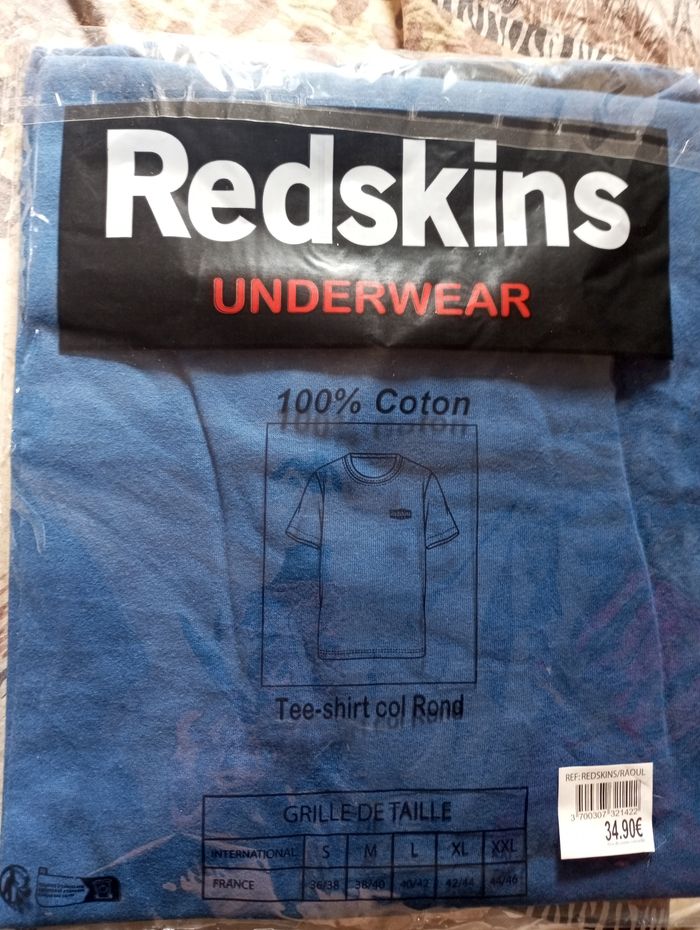 Redskins
UNDERWEAR
100% Coton
Tee-shirt col Rond
REF: REDSKINS/RAOUL
3 700307 321422
34.90€
GRILLE DE TAILLE
INTERNATIONAL S M L XL XXL
FRANCE 36/38 38/40 40/42 42/44 44/46